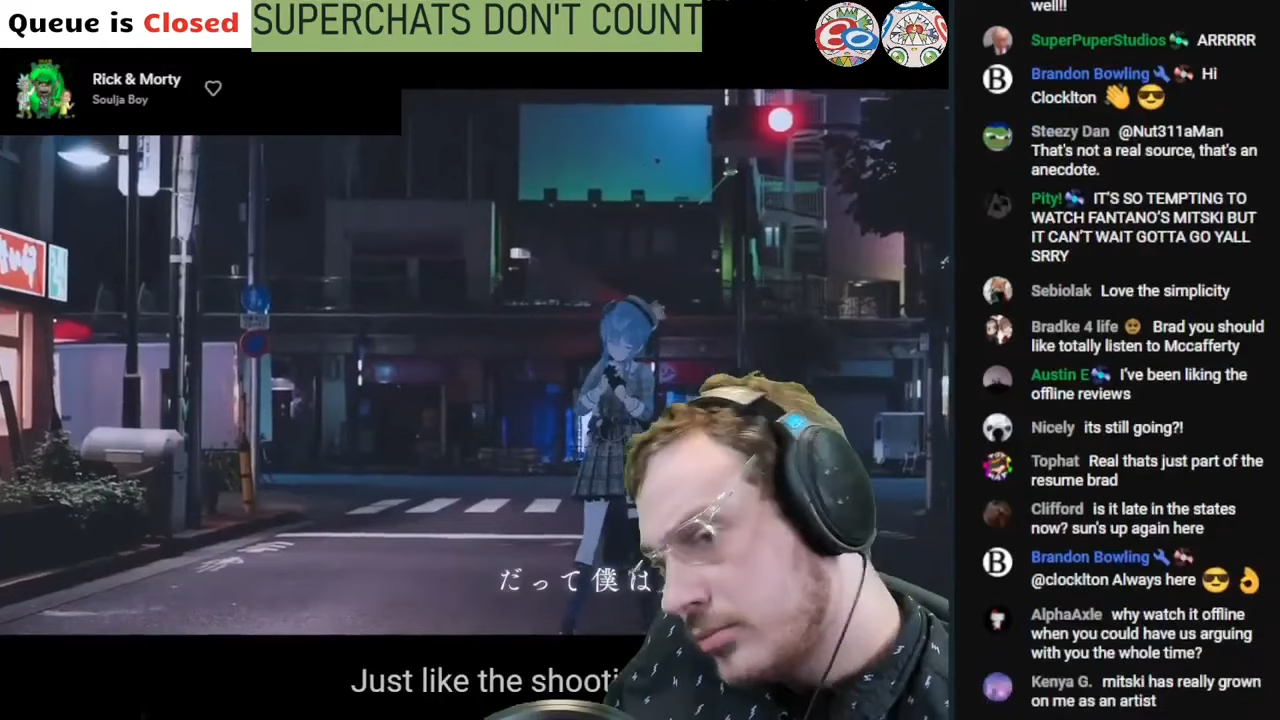 Queue is Closed
SUPERCHATS DON'T COUNT
Rick & Morty
Soulja Boy
だって僕は
Just like the shooti
well!!
SuperPuperStudios ARRRRR
Brandon Bowling Hi
Clocklton 👋 😎
Steezy Dan @Nut311aMan
That's not a real source, that's an
anecdote.
Pity! IT'S SO TEMPTING TO
WATCH FANTANO'S MITSKI BUT
IT CAN'T WAIT GOTTA GO YALL
SRRY
Sebiolak Love the simplicity
Bradke 4 life 🥺 Brad you should
like totally listen to Mccafferty
Austin E I've been liking the
offline reviews
Nicely its still going?!
Tophat Real thats just part of the
resume brad
Clifford is it late in the states
now? sun's up again here
Brandon Bowling
@clocklton Always here 😎 👌
AlphaAxle why watch it offline
when you could have us arguing
with you the whole time?
Kenya G. mitski has really grown
on me as an artist